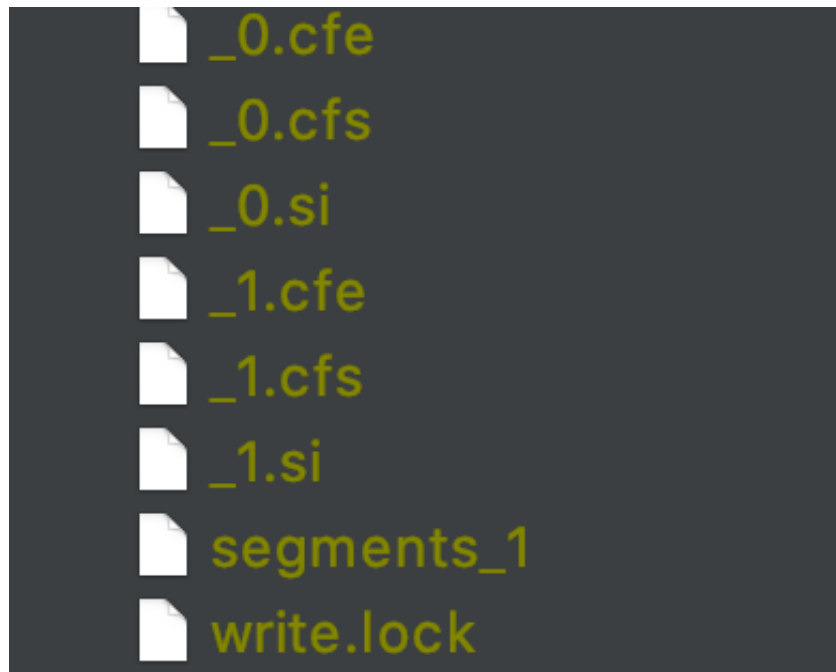 _0.cfe
_0.cfs
_0.si
_1.cfe
_1.cfs
_1.si
segments_1
write.lock